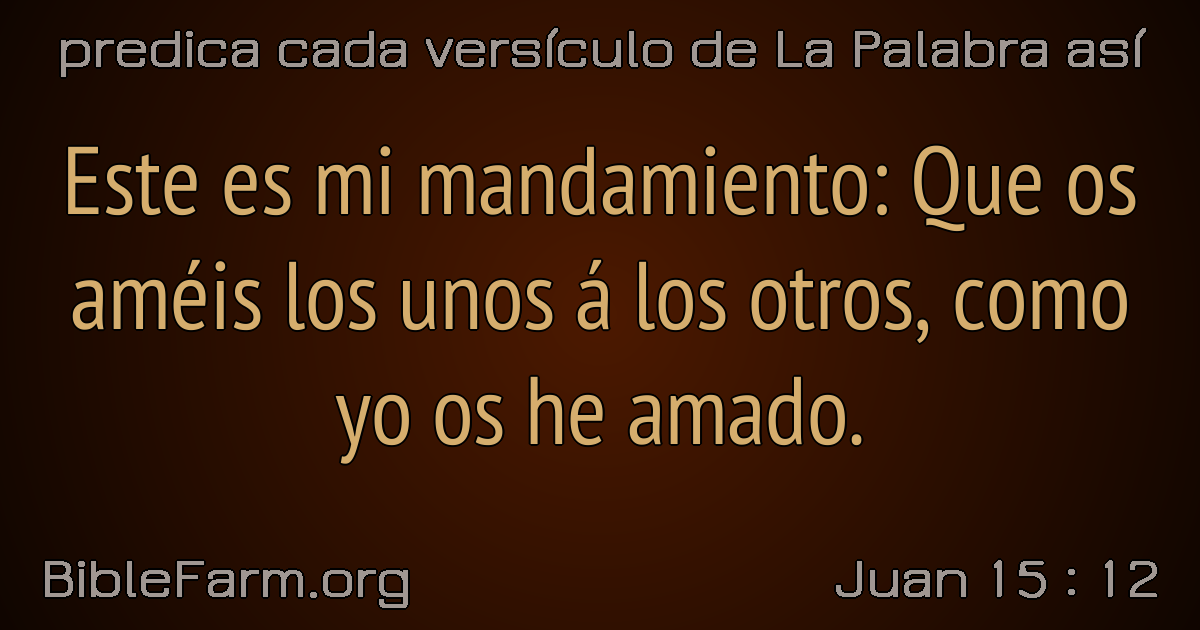 predica cada versículo de La Palabra así
Este es mi mandamiento: Que os
améis los unos á los otros, como
yo os he amado.
BibleFarm.org
Juan 15 : 12